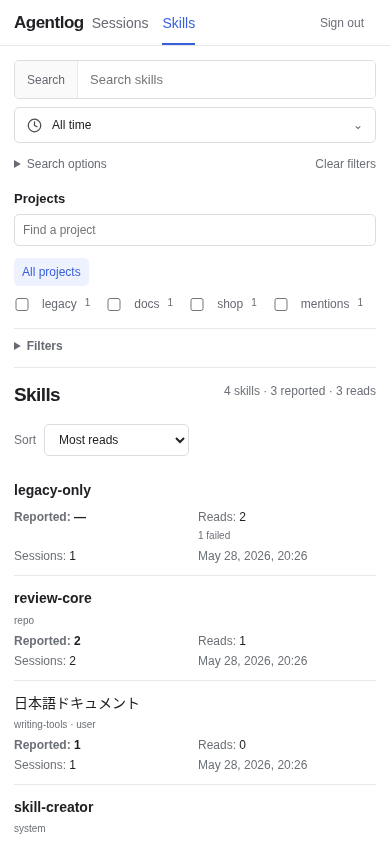 Agentlog Sessions Skills Sign out
Search Search skills
All time
Search options Clear filters
Projects
Find a project
All projects
legacy 1 docs 1 shop 1 mentions 1
Filters
Skills 4 skills · 3 reported · 3 reads
Sort Most reads
legacy-only
Reported: — Reads: 2
1 failed
Sessions: 1 May 28, 2026, 20:26
review-core
repo
Reported: 2 Reads: 1
Sessions: 2 May 28, 2026, 20:26
日本語ドキュメント
writing-tools · user
Reported: 1 Reads: 0
Sessions: 1 May 28, 2026, 20:26
skill-creator
system